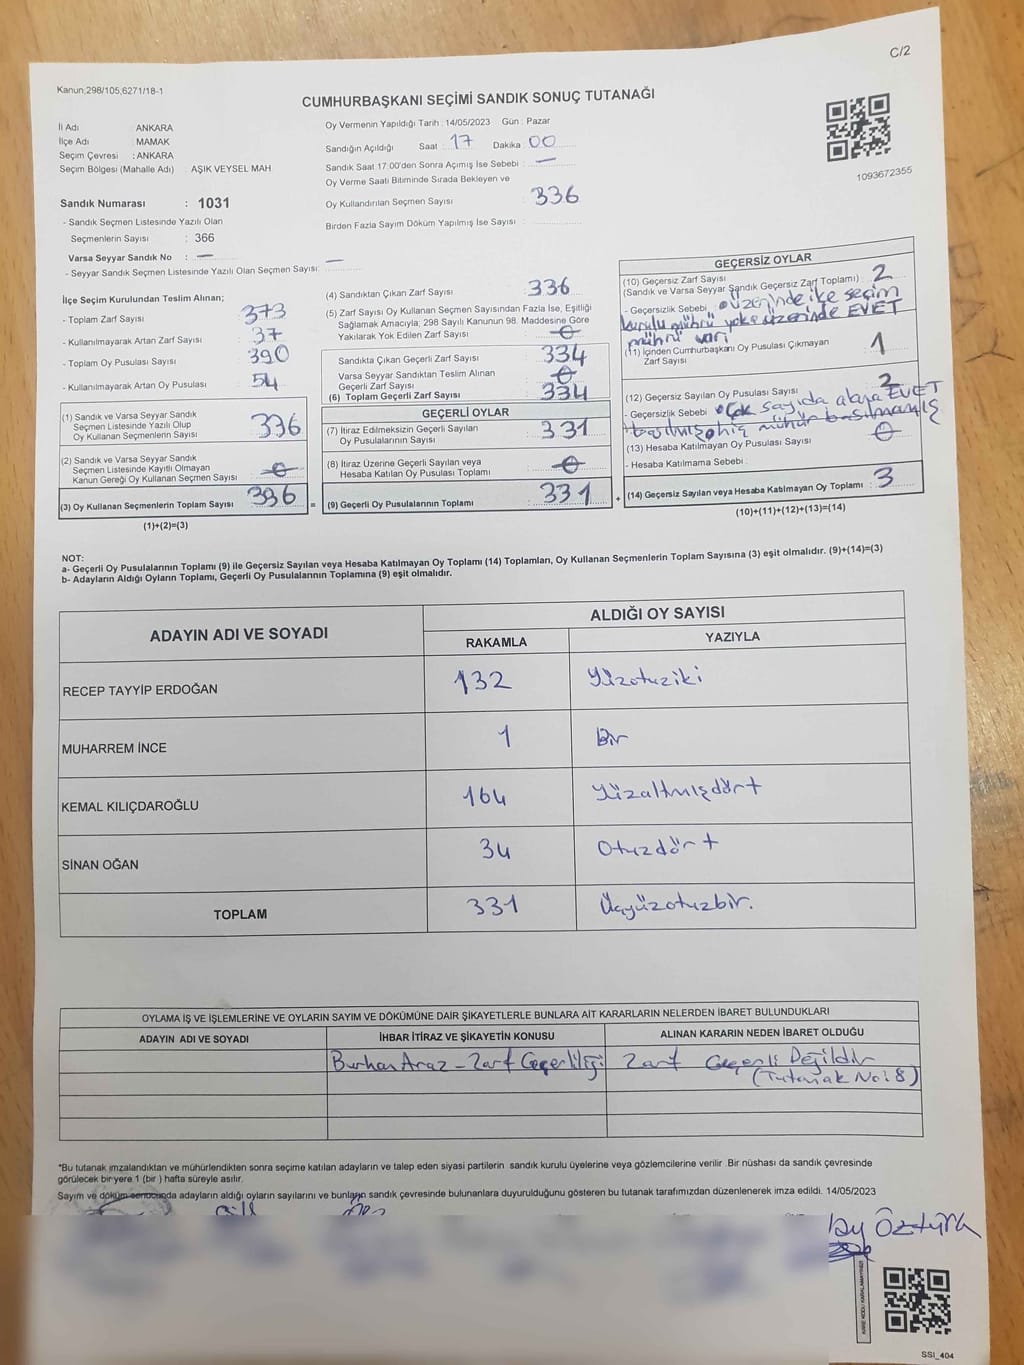 C/2
Kanun;298/105,6271/18-1
CUMHURBAŞKANI SEÇİMİ SANDIK SONUÇ TUTANAĞI
İl Adı : ANKARA
İlçe Adı : MAMAK
Seçim Çevresi : ANKARA
Seçim Bölgesi (Mahalle Adı) : AŞIK VEYSEL MAH
Oy Vermenin Yapıldığı Tarih : 14/05/2023 Gün : Pazar
Sandığın Açıldığı Saat : 17 Dakika 00
Sandık Saat 17:00'den Sonra Açımış İse Sebebi : —
Oy Verme Saati Bitiminde Sırada Bekleyen ve
Oy Kullandırılan Seçmen Sayısı : 336
Birden Fazla Sayım Döküm Yapılmış İse Sayısı :
1093672355
Sandık Numarası : 1031
- Sandık Seçmen Listesinde Yazılı Olan
Seçmenlerin Sayısı : 366
Varsa Seyyar Sandık No : —
- Seyyar Sandık Seçmen Listesinde Yazılı Olan Seçmen Sayısı: —
İlçe Seçim Kurulundan Teslim Alınan;
- Toplam Zarf Sayısı : 373
- Kullanılmayarak Artan Zarf Sayısı : 37
- Toplam Oy Pusulası Sayısı : 390
- Kullanılmayarak Artan Oy Pusulası : 54
(1) Sandık ve Varsa Seyyar Sandık
Seçmen Listesinde Yazılı Olup
Oy Kullanan Seçmenlerin Sayısı : 336
(2) Sandık ve Varsa Seyyar Sandık
Seçmen Listesinde Kayıtlı Olmayan
Kanun Gereği Oy Kullanan Seçmen Sayısı : 0
(3) Oy Kullanan Seçmenlerin Toplam Sayısı : 336 =
(1)+(2)=(3)
(4) Sandıktan Çıkan Zarf Sayısı : 336
(5) Zarf Sayısı Oy Kullanan Seçmen Sayısından Fazla İse, Eşitliği
Sağlamak Amacıyla; 298 Sayılı Kanunun 98. Maddesine Göre
Yakılarak Yok Edilen Zarf Sayısı : 0
Sandıkta Çıkan Geçerli Zarf Sayısı : 334
Varsa Seyyar Sandıktan Teslim Alınan
Geçerli Zarf Sayısı : 0
(6) Toplam Geçerli Zarf Sayısı : 334
GEÇERLİ OYLAR
(7) İtiraz Edilmeksizin Geçerli Sayılan
Oy Pusulalarının Sayısı : 331
(8) İtiraz Üzerine Geçerli Sayılan veya
Hesaba Katılan Oy Pusulası Toplamı : 0
(9) Geçerli Oy Pusulalarının Toplamı : 331 +
GEÇERSİZ OYLAR
(10) Geçersiz Zarf Sayısı
(Sandık ve Varsa Seyyar Sandık Geçersiz Zarf Toplamı) : 2
- Geçersizlik Sebebi : Üzerinde ilçe seçim
kurulu mührü yok. üzerinde EVET
mührü var.
(11) İçinden Cumhurbaşkanı Oy Pusulası Çıkmayan
Zarf Sayısı : 1
(12) Geçersiz Sayılan Oy Pusulası Sayısı : 2
- Geçersizlik Sebebi : Çok sayıda alana EVET
basılmış, hiç mühür basılmamış
(13) Hesaba Katılmayan Oy Pusulası Sayısı : 0
- Hesaba Katılmama Sebebi :
(14) Geçersiz Sayılan veya Hesaba Katılmayan Oy Toplamı : 3
(10)+(11)+(12)+(13)=(14)
NOT:
a- Geçerli Oy Pusulalarının Toplamı (9) ile Geçersiz Sayılan veya Hesaba Katılmayan Oy Toplamı (14) Toplamları, Oy Kullanan Seçmenlerin Toplam Sayısına (3) eşit olmalıdır. (9)+(14)=(3)
b- Adayların Aldığı Oyların Toplamı, Geçerli Oy Pusulalarının Toplamına (9) eşit olmalıdır.
ADAYIN ADI VE SOYADI
ALDIĞI OY SAYISI
RAKAMLA YAZIYLA
RECEP TAYYİP ERDOĞAN 132 Yüzotuziki
MUHARREM İNCE 1 Bir
KEMAL KILIÇDAROĞLU 164 Yüzaltmışdört
SİNAN OĞAN 34 Otuzdört
TOPLAM 331 Üçyüzotuzbir.
OYLAMA İŞ VE İŞLEMLERİNE VE OYLARIN SAYIM VE DÖKÜMÜNE DAİR ŞİKAYETLERLE BUNLARA AİT KARARLARIN NELERDEN İBARET BULUNDUKLARI
ADAYIN ADI VE SOYADI İHBAR İTİRAZ VE ŞİKAYETİN KONUSU ALINAN KARARIN NEDEN İBARET OLDUĞU
Burhan Araz - Zarf Geçerliliği Zarf Geçerli Değildir
(Tutanak No: 8)
*Bu tutanak imzalandıktan ve mühürlendikten sonra seçime katılan adayların ve talep eden siyasi partilerin sandık kurulu üyelerine veya gözlemcilerine verilir. Bir nüshası da sandık çevresinde
görülecek bir yere 1 (bir ) hafta süreyle asılır.
Sayım ve döküm sonucunda adayların aldığı oyların sayılarını ve bunların sandık çevresinde bulunanlara duyurulduğunu gösteren bu tutanak tarafımızdan düzenlenerek imza edildi. 14/05/2023
Öztürk
SSI_404